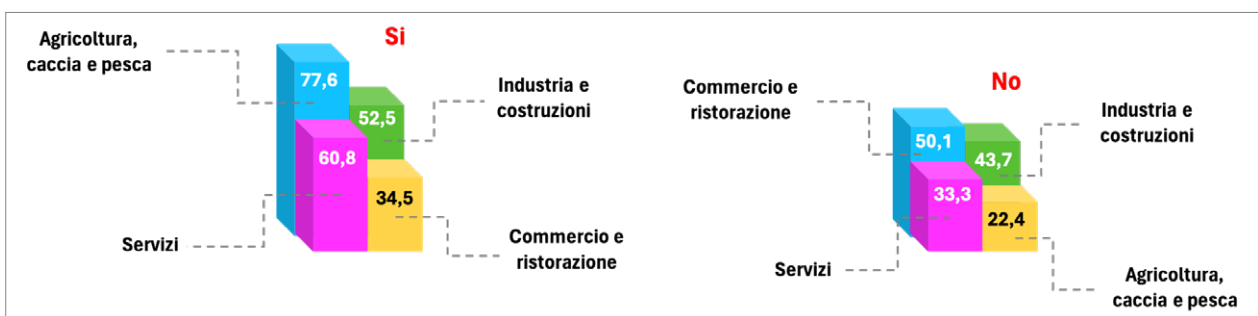 Si
Agricoltura,
caccia e pesca
77,6
Industria e
costruzioni
52,5
60,8
34,5
Servizi
Commercio e
ristorazione
No
Commercio e
ristorazione
50,1
Industria e
costruzioni
43,7
33,3
22,4
Servizi
Agricoltura,
caccia e pesca